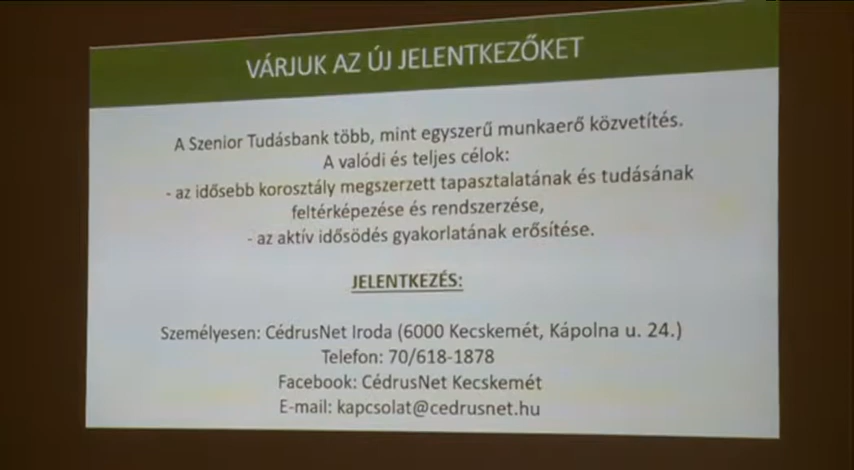 VÁRJUK AZ ÚJ JELENTKEZŐKET
A Szenior Tudásbank több, mint egyszerű munkaerő közvetítés.
A valódi és teljes célok:
- az idősebb korosztály megszerzett tapasztalatának és tudásának
feltérképezése és rendszerzése,
- az aktív idősödés gyakorlatának erősítése.
JELENTKEZÉS:
Személyesen: CédrusNet Iroda (6000 Kecskemét, Kápolna u. 24.)
Telefon: 70/618-1878
Facebook: CédrusNet Kecskemét
E-mail: kapcsolat@cedrusnet.hu